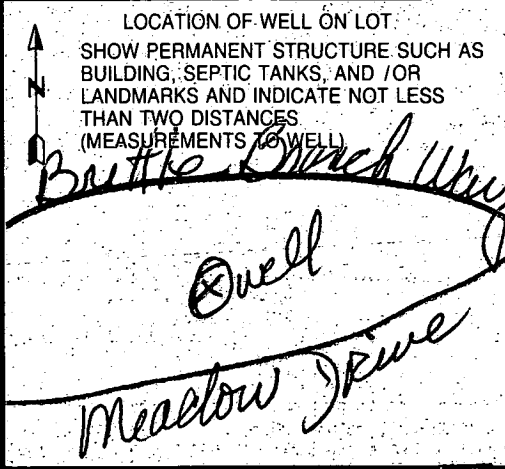 LOCATION OF WELL ON LOT
SHOW PERMANENT STRUCTURE SUCH AS
BUILDING, SEPTIC TANKS, AND /OR
LANDMARKS AND INDICATE NOT LESS
THAN TWO DISTANCES
(MEASUREMENTS TO WELL)
N
Brittle Branch Way
well
Meadow Drive